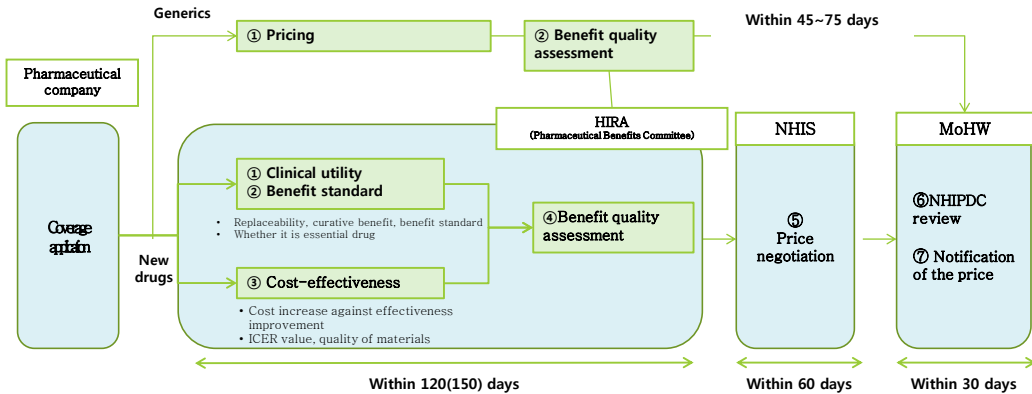 Generics
Within 45~75 days
① Pricing
② Benefit quality
assessment
Pharmaceutical
company
HIRA
(Pharmaceutical Benefits Committee)
NHIS
MoHW
① Clinical utility
② Benefit standard
• Replaceability, curative benefit, benefit standard
• Whether it is essential drug
④Benefit quality
assessment
Coverage
application
New
drugs
③ Cost-effectiveness
• Cost increase against effectiveness
improvement
• ICER value, quality of materials
⑤
Price
negotiation
⑥NHIPDC
review
⑦ Notification
of the price
Within 120(150) days
Within 60 days
Within 30 days